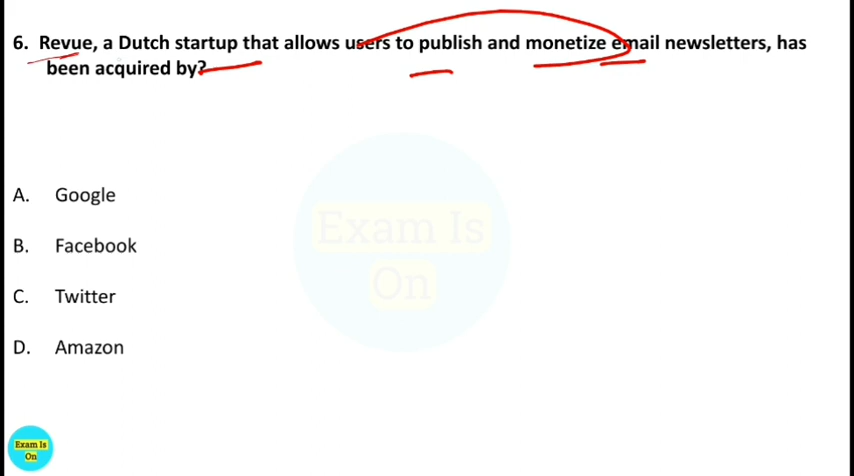 6. Revue, a Dutch startup that allows users to publish and monetize email newsletters, has
been acquired by?
Exam Is
On
A. Google
B. Facebook
C. Twitter
D. Amazon
Exam Is
On